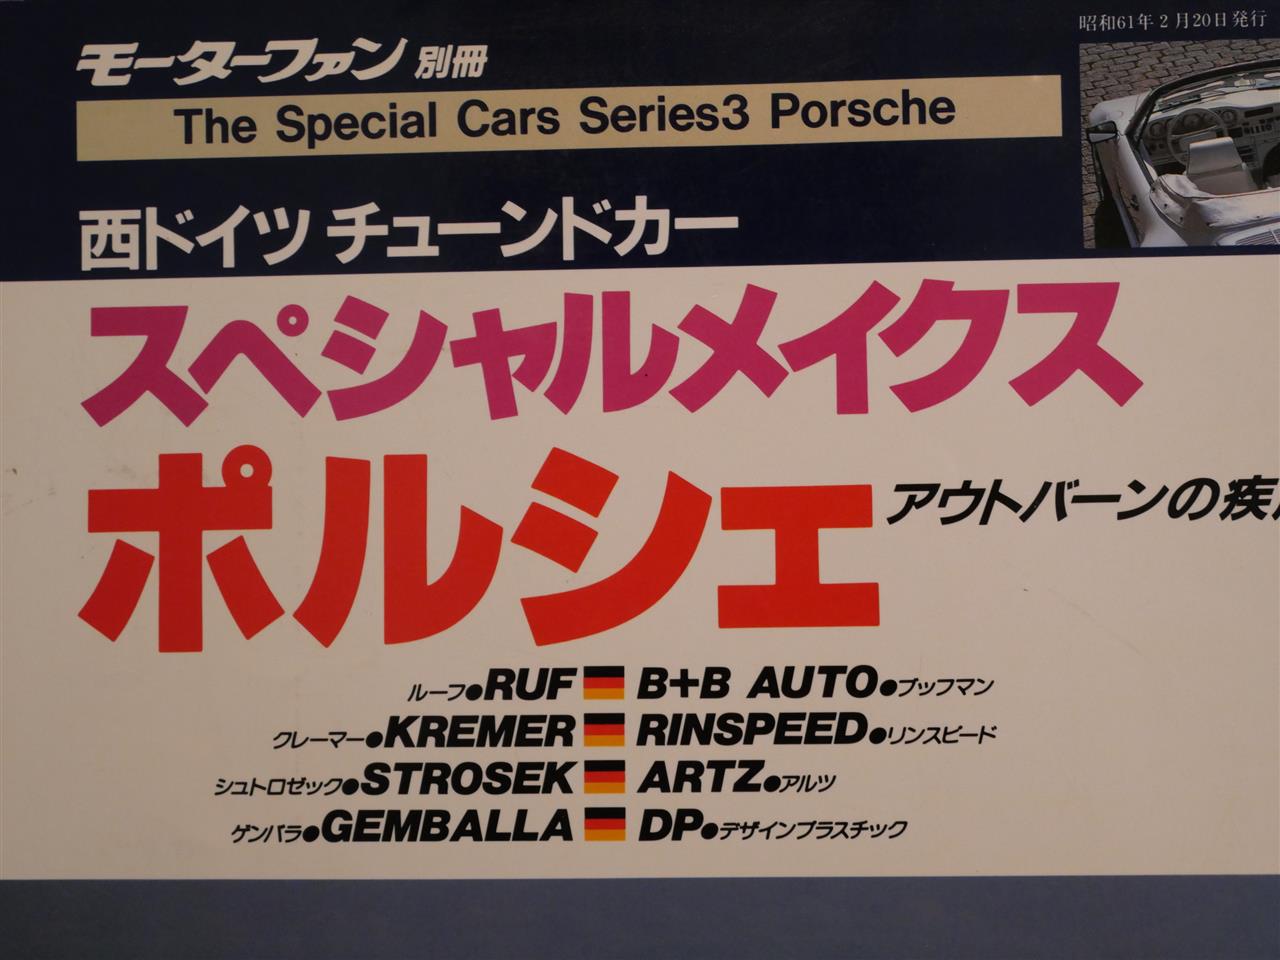 昭和61年2月20日発行
モーターファン 別冊
The Special Cars Series3 Porsche
西ドイツ チューンドカー
スペシャルメイクス
ポルシェ
アウトバーンの疾
ルーフ●RUF B+B AUTO●ブッフマン
クレーマー●KREMER RINSPEED●リンスピード
シュトロゼック●STROSEK ARTZ●アルツ
ゲンバラ●GEMBALLA DP●デザインプラスチック